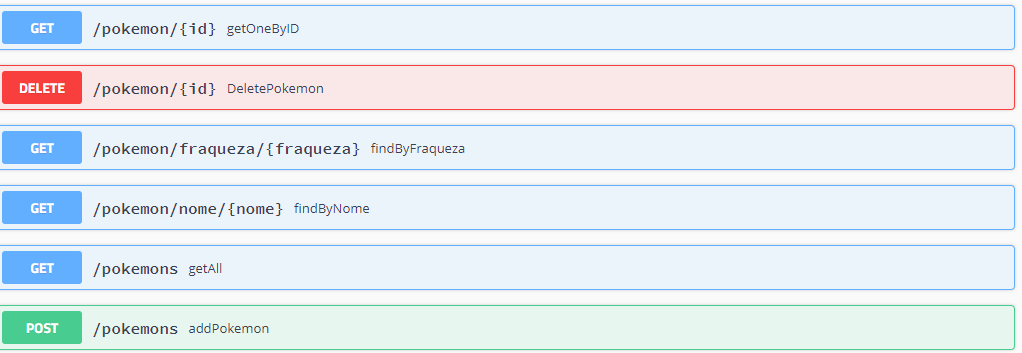 GET /pokemon/{id} getOneByID
DELETE /pokemon/{id} DeletePokemon
GET /pokemon/fraqueza/{fraqueza} findByFraqueza
GET /pokemon/nome/{nome} findByNome
GET /pokemons getAll
POST /pokemons addPokemon